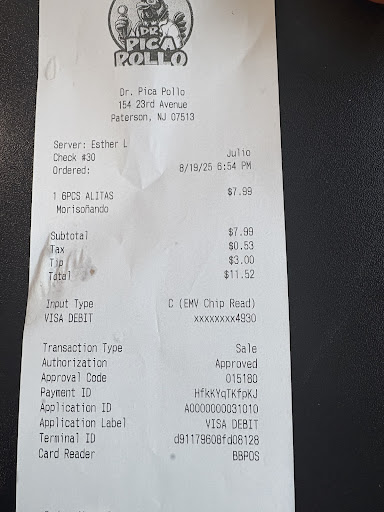 DR.
PICA
POLLO
Dr. Pica Pollo
154 23rd Avenue
Paterson, NJ 07513
Server: Esther L
Check #30 Julio
Ordered: 8/19/25 6:54 PM
1 6PCS ALITAS $7.99
Morisoñando
Subtotal $7.99
Tax $0.53
Tip $3.00
Total $11.52
Input Type C (EMV Chip Read)
VISA DEBIT xxxxxxxx4930
Transaction Type Sale
Authorization Approved
Approval Code 015180
Payment ID HfkKYqTKfpKJ
Application ID A0000000031010
Application Label VISA DEBIT
Terminal ID d91179608fd08128
Card Reader BBPOS